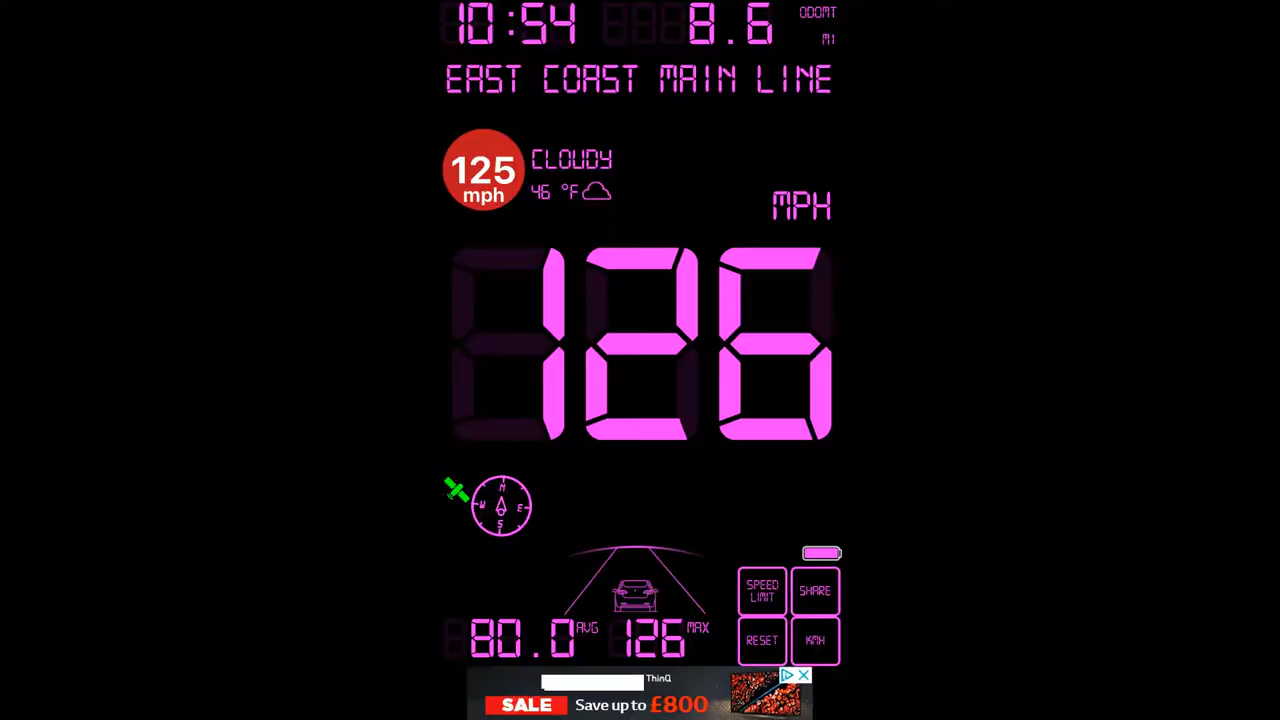 10:54 8.6 ODOMT
MI
EAST COAST MAIN LINE
125
mph
CLOUDY
46 °F
MPH
126
N
W E
S
SPEED
LIMIT
SHARE
80.0 AVG 126 MAX
RESET
KMH
ThinQ
SALE Save up to £800